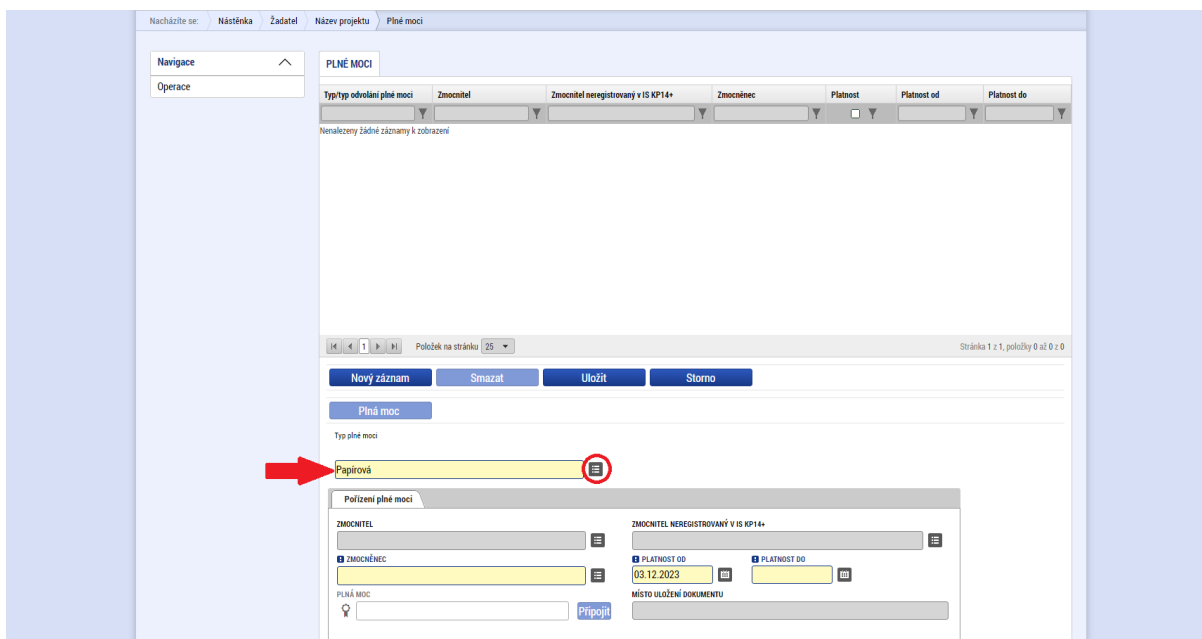 Nacházíte se: Nástěnka Žadatel Název projektu Plné moci
Navigace
Operace
PLNÉ MOCI
Typ/typ odvolání plné moci Zmocnitel Zmocnitel neregistrovaný v IS KP14+ Zmocněnec Platnost Platnost od Platnost do
Nenalezeny žádné záznamy k zobrazení
1 Položek na stránku 25 Stránka 1 z 1, položky 0 až 0 z 0
Nový záznam Smazat Uložit Storno
Plná moc
Typ plné moci
Papírová
Pořízení plné moci
ZMOCNITEL ZMOCNITEL NEREGISTROVANÝ V IS KP14+
ZMOCNĚNEC PLATNOST OD PLATNOST DO
03.12.2023
PLNÁ MOC MÍSTO ULOŽENÍ DOKUMENTU
Připojit